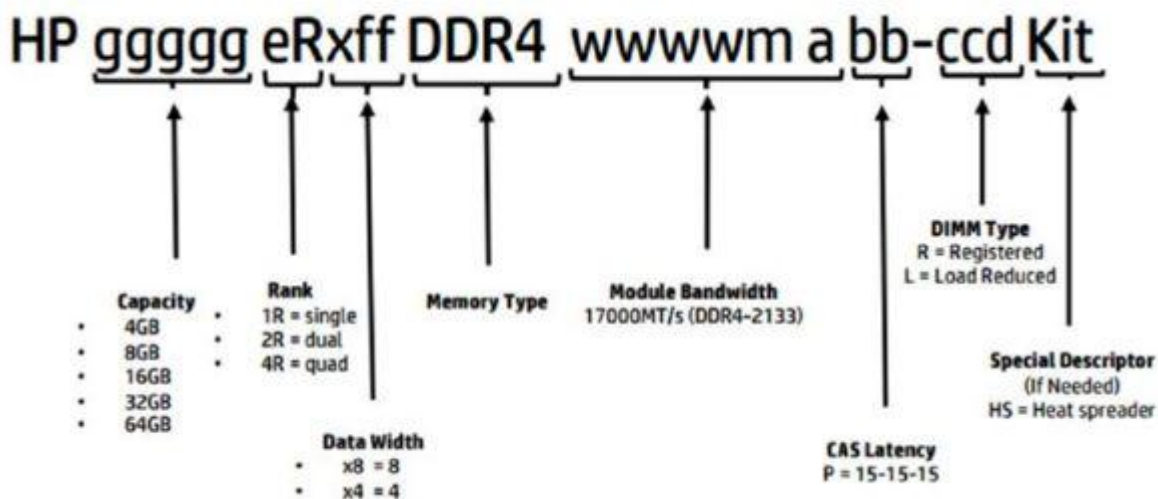 HP ggggg eRxff DDR4 wwwwm a bb-ccd Kit
Capacity
• 4GB
• 8GB
• 16GB
• 32GB
• 64GB
Rank
• 1R = single
• 2R = dual
• 4R = quad
Data Width
• x8 = 8
• x4 = 4
Memory Type
Module Bandwidth
17000MT/s (DDR4-2133)
CAS Latency
P = 15-15-15
DIMM Type
R = Registered
L = Load Reduced
Special Descriptor
(If Needed)
HS = Heat spreader